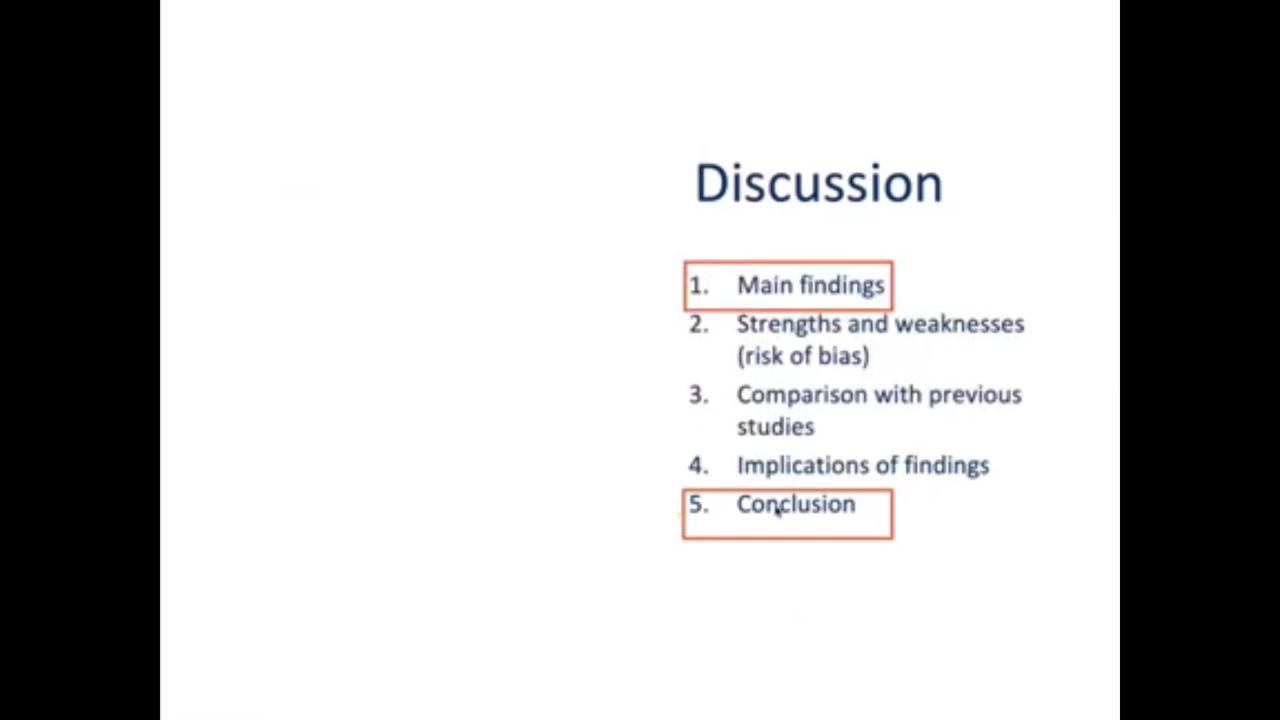 Discussion
1. Main findings
2. Strengths and weaknesses
(risk of bias)
3. Comparison with previous
studies
4. Implications of findings
5. Conclusion